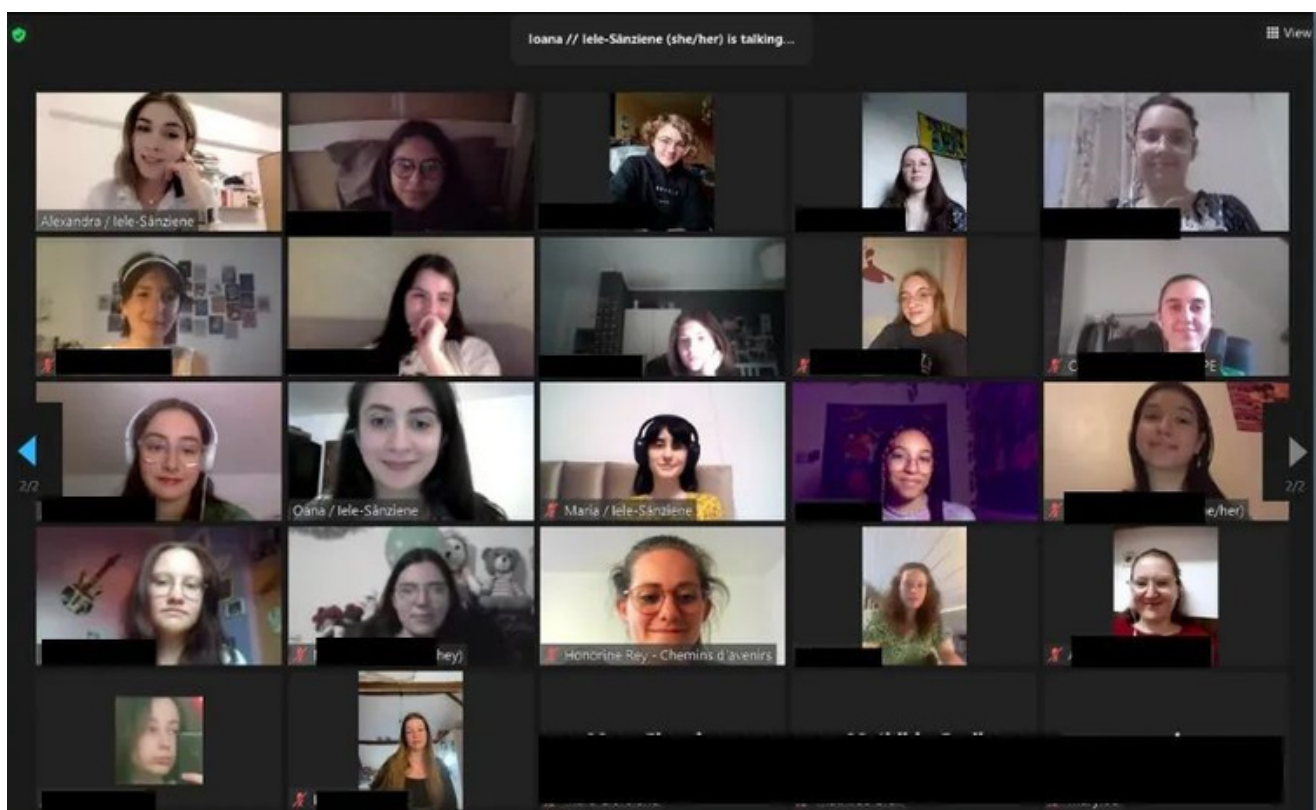 Ioana // Iele-Sânziene (she/her) is talking...
View
Alexandra / Iele-Sânziene
PE
2/2
2/2
Oana / Iele-Sânziene
Maria / Iele-Sânziene
e/her)
hey)
Honorine Rey - Chemins d'avenirs